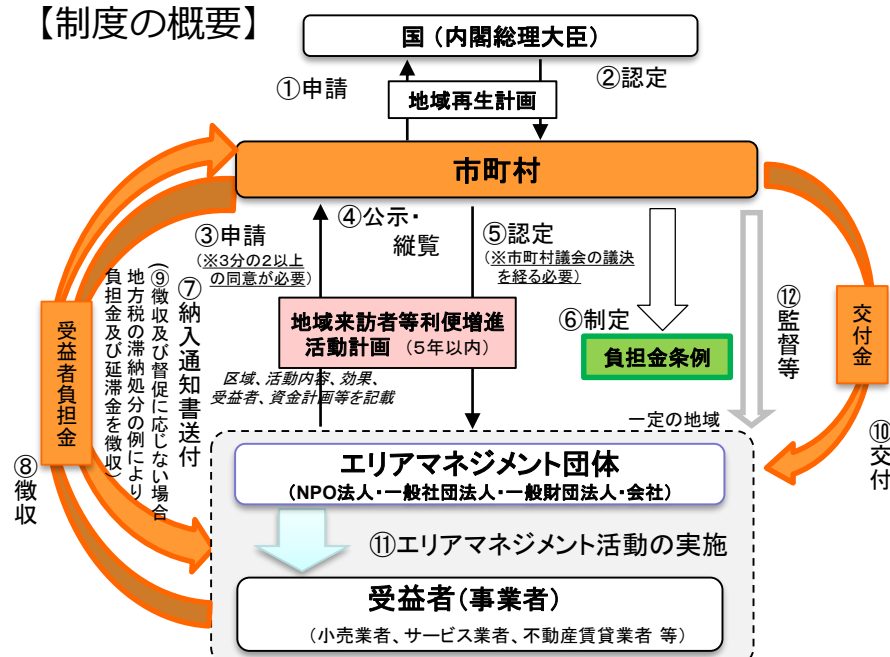 【制度の概要】
国（内閣総理大臣）
①申請
②認定
地域再生計画
市町村
③申請
（※3分の2以上
の同意が必要）
④公示・
縦覧
⑤認定
（※市町村議会の議決
を経る必要）
地域来訪者等利便増進
活動計画（5年以内）
区域、活動内容、効果、
受益者、資金計画等を記載
⑥制定
負担金条例
⑫監督等
交付金
⑩交付
受益者負担金
⑦納入通知書送付
（⑨徴収及び督促に応じない場合
地方税の滞納処分の例により
負担金及び延滞金を徴収）
⑧徴収
一定の地域
エリアマネジメント団体
（NPO法人・一般社団法人・一般財団法人・会社）
⑪エリアマネジメント活動の実施
受益者（事業者）
（小売業者、サービス業者、不動産賃貸業者 等）